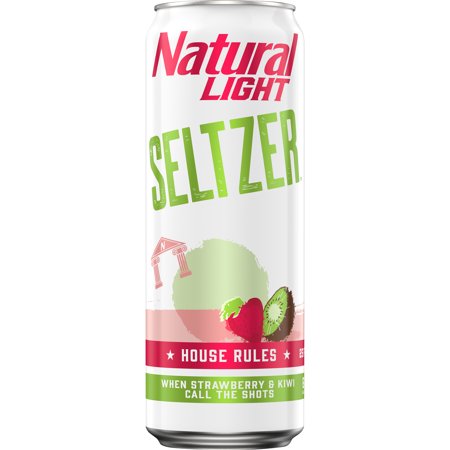 Natural
LIGHT
SELTZER
★ HOUSE RULES ★
WHEN STRAWBERRY & KIWI
CALL THE SHOTS